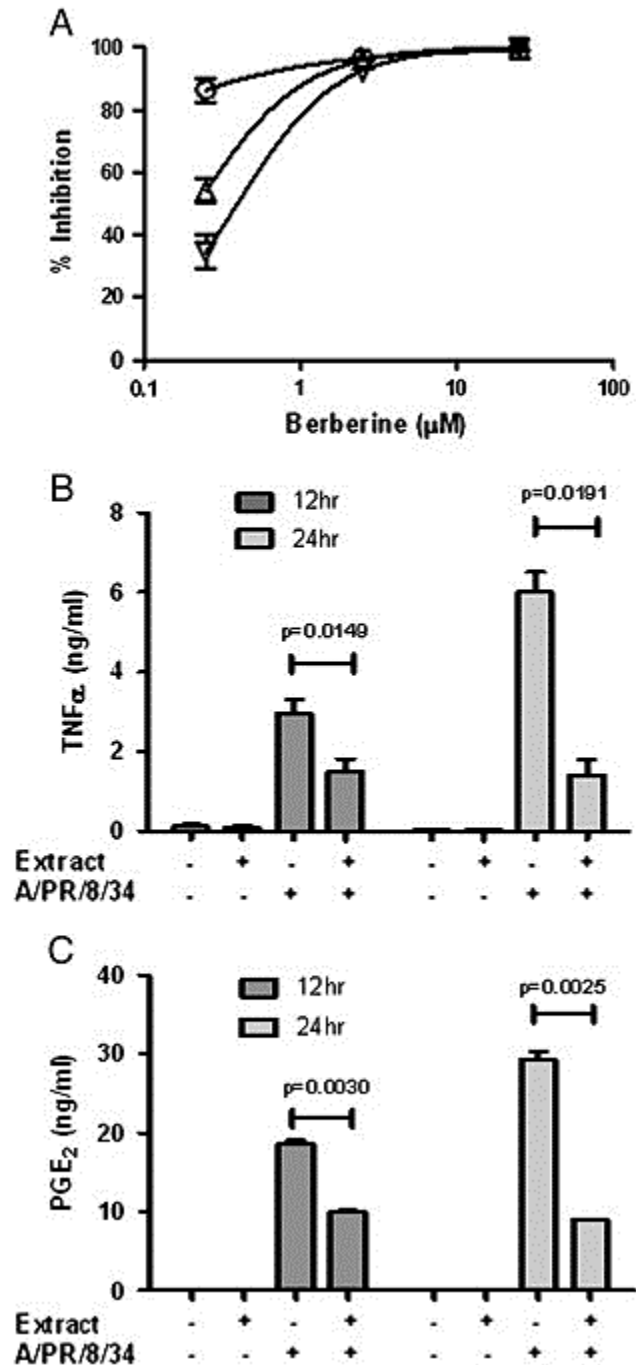 A
100
80
60
40
20
0
% Inhibition
0.1 1 10 100
Berberine (µM)
B
12hr
24hr
p=0.0191
p=0.0149
8
6
4
2
0
TNFα (ng/ml)
Extract - + - + - + - +
A/PR/8/34 - - + + - - + +
C
12hr
24hr
p=0.0025
p=0.0030
40
30
20
10
0
PGE2 (ng/ml)
Extract - + - + - + - +
A/PR/8/34 - - + + - - + +